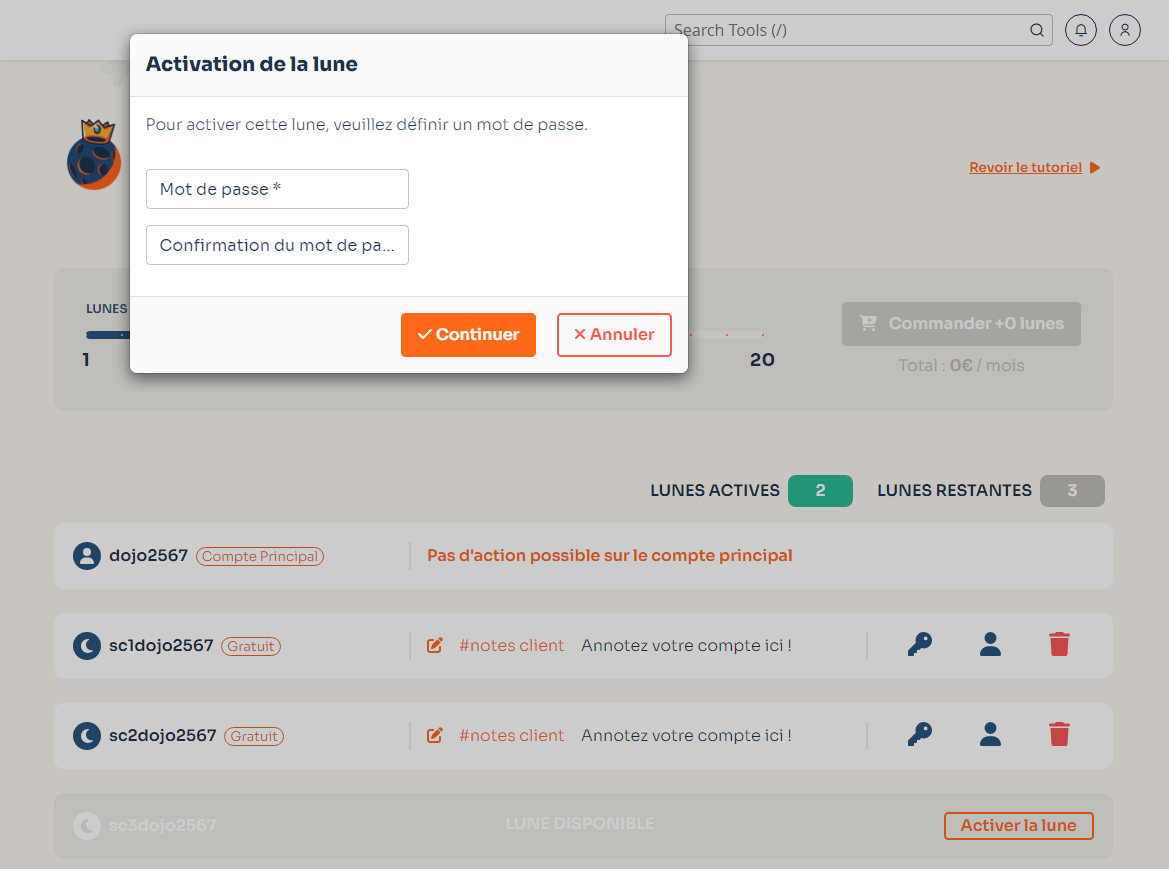 Search Tools (/)
Activation de la lune
Pour activer cette lune, veuillez définir un mot de passe.
Revoir le tutoriel
Mot de passe *
Confirmation du mot de pa...
LUNES
Continuer
Annuler
Commander +0 lunes
1
20
Total : 0€ / mois
LUNES ACTIVES 2 LUNES RESTANTES 3
dojo2567 Compte Principal Pas d'action possible sur le compte principal
sc1dojo2567 Gratuit #notes client Annotez votre compte ici !
sc2dojo2567 Gratuit #notes client Annotez votre compte ici !
sc3dojo2567 LUNE DISPONIBLE Activer la lune